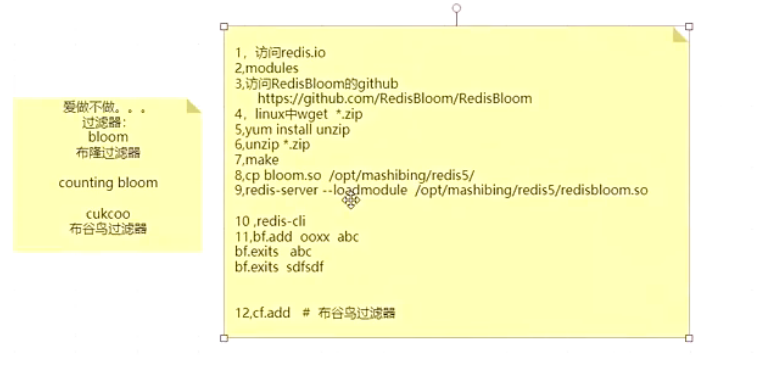 爱做不做。。。
过滤器：
bloom
布隆过滤器
counting bloom
cukcoo
布谷鸟过滤器
1，访问redis.io
2,modules
3,访问RedisBloom的github
https://github.com/RedisBloom/RedisBloom
4，linux中wget  *.zip
5,yum install unzip
6,unzip *.zip
7,make
8,cp bloom.so  /opt/mashibing/redis5/
9,redis-server --loadmodule  /opt/mashibing/redis5/redisbloom.so
10 ,redis-cli
11,bf.add  ooxx  abc
bf.exits   abc
bf.exits  sdfsdf
12,cf.add   #  布谷鸟过滤器